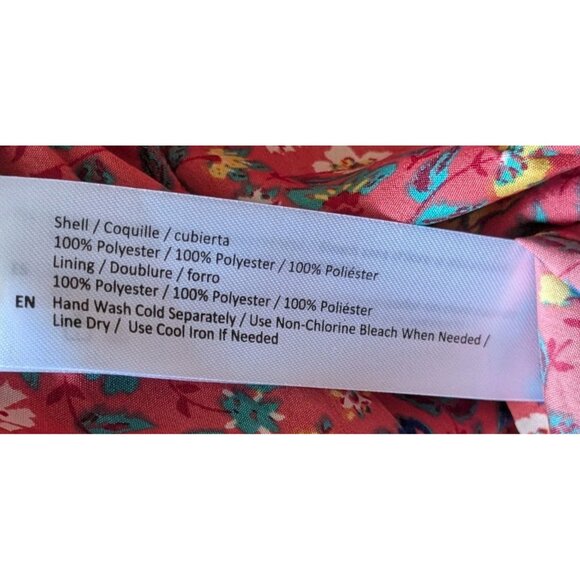 Shell / Coquille / cubierta
100% Polyester / 100% Polyester / 100% Poliéster
Lining / Doublure / forro
100% Polyester / 100% Polyester / 100% Poliéster
EN Hand Wash Cold Separately / Use Non-Chlorine Bleach When Needed /
Line Dry / Use Cool Iron If Needed